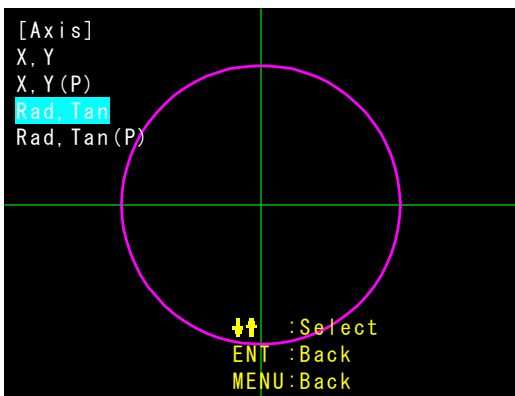 [Axis]
X,Y
X,Y(P)
Rad,Tan
Rad,Tan(P)
↓↑ :Select
ENT :Back
MENU:Back